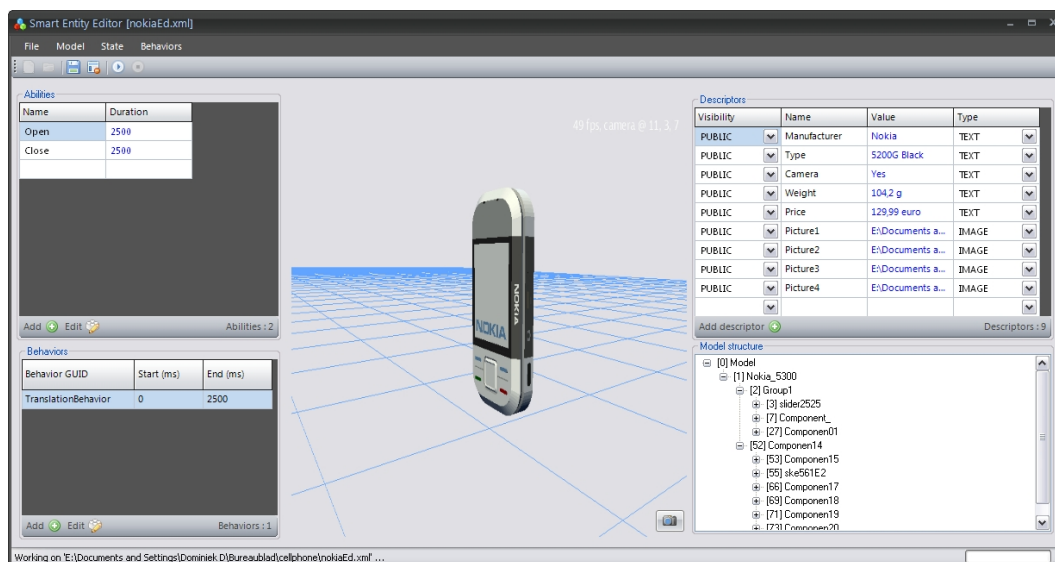 Smart Entity Editor [nokiaEd.xml]
File Model State Behaviors
Abilities
Name Duration
Open 2500
Close 2500
Add Edit Abilities : 2
Behaviors
Behavior GUID Start (ms) End (ms)
TranslationBehavior 0 2500
Add Edit Behaviors : 1
49 fps, camera @ 11, 3, 7
NOKIA
NOKIA
Descriptors
Visibility Name Value Type
PUBLIC Manufacturer Nokia TEXT
PUBLIC Type 5200G Black TEXT
PUBLIC Camera Yes TEXT
PUBLIC Weight 104,2 g TEXT
PUBLIC Price 129,99 euro TEXT
PUBLIC Picture1 E:\Documents a... IMAGE
PUBLIC Picture2 E:\Documents a... IMAGE
PUBLIC Picture3 E:\Documents a... IMAGE
PUBLIC Picture4 E:\Documents a... IMAGE
Add descriptor Descriptors : 9
Model structure
[0] Model
[1] Nokia_5300
[2] Group1
[3] slider2525
[7] Component_
[27] Componen01
[52] Componen14
[53] Componen15
[55] ske561E2
[66] Componen17
[69] Componen18
[71] Componen19
[73] Componen20
Working on 'E:\Documents and Settings\Dominiek D\Bureaublad\cellphone\nokiaEd.xml' ...